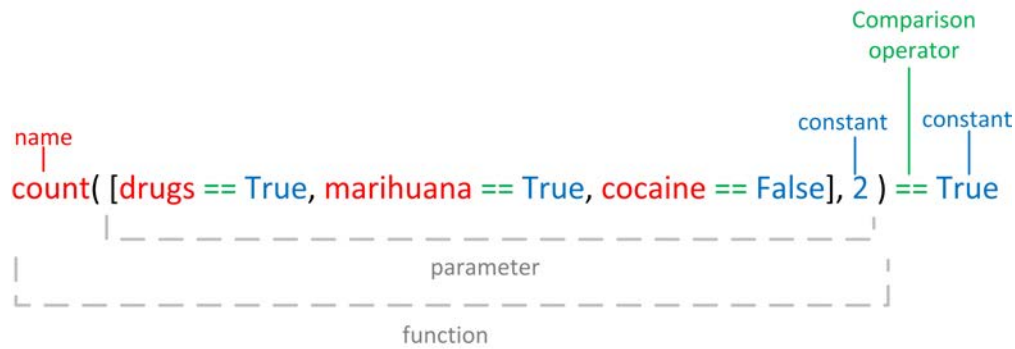 Comparison
operator
name
constant
constant
count( [drugs == True, marihuana == True, cocaine == False], 2 ) == True
parameter
function